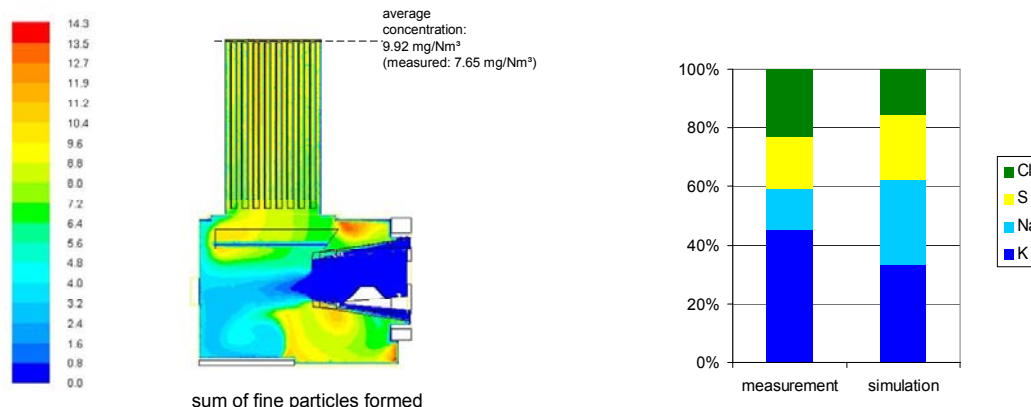 14.3
13.5
12.7
11.9
11.2
10.4
9.6
8.8
8.0
7.2
6.4
5.6
4.8
4.0
3.2
2.4
1.6
0.8
0.0
average
concentration:
9.92 mg/Nm³
(measured: 7.65 mg/Nm³)
sum of fine particles formed
100%
80%
60%
40%
20%
0%
measurement simulation
Cl
S
Na
K